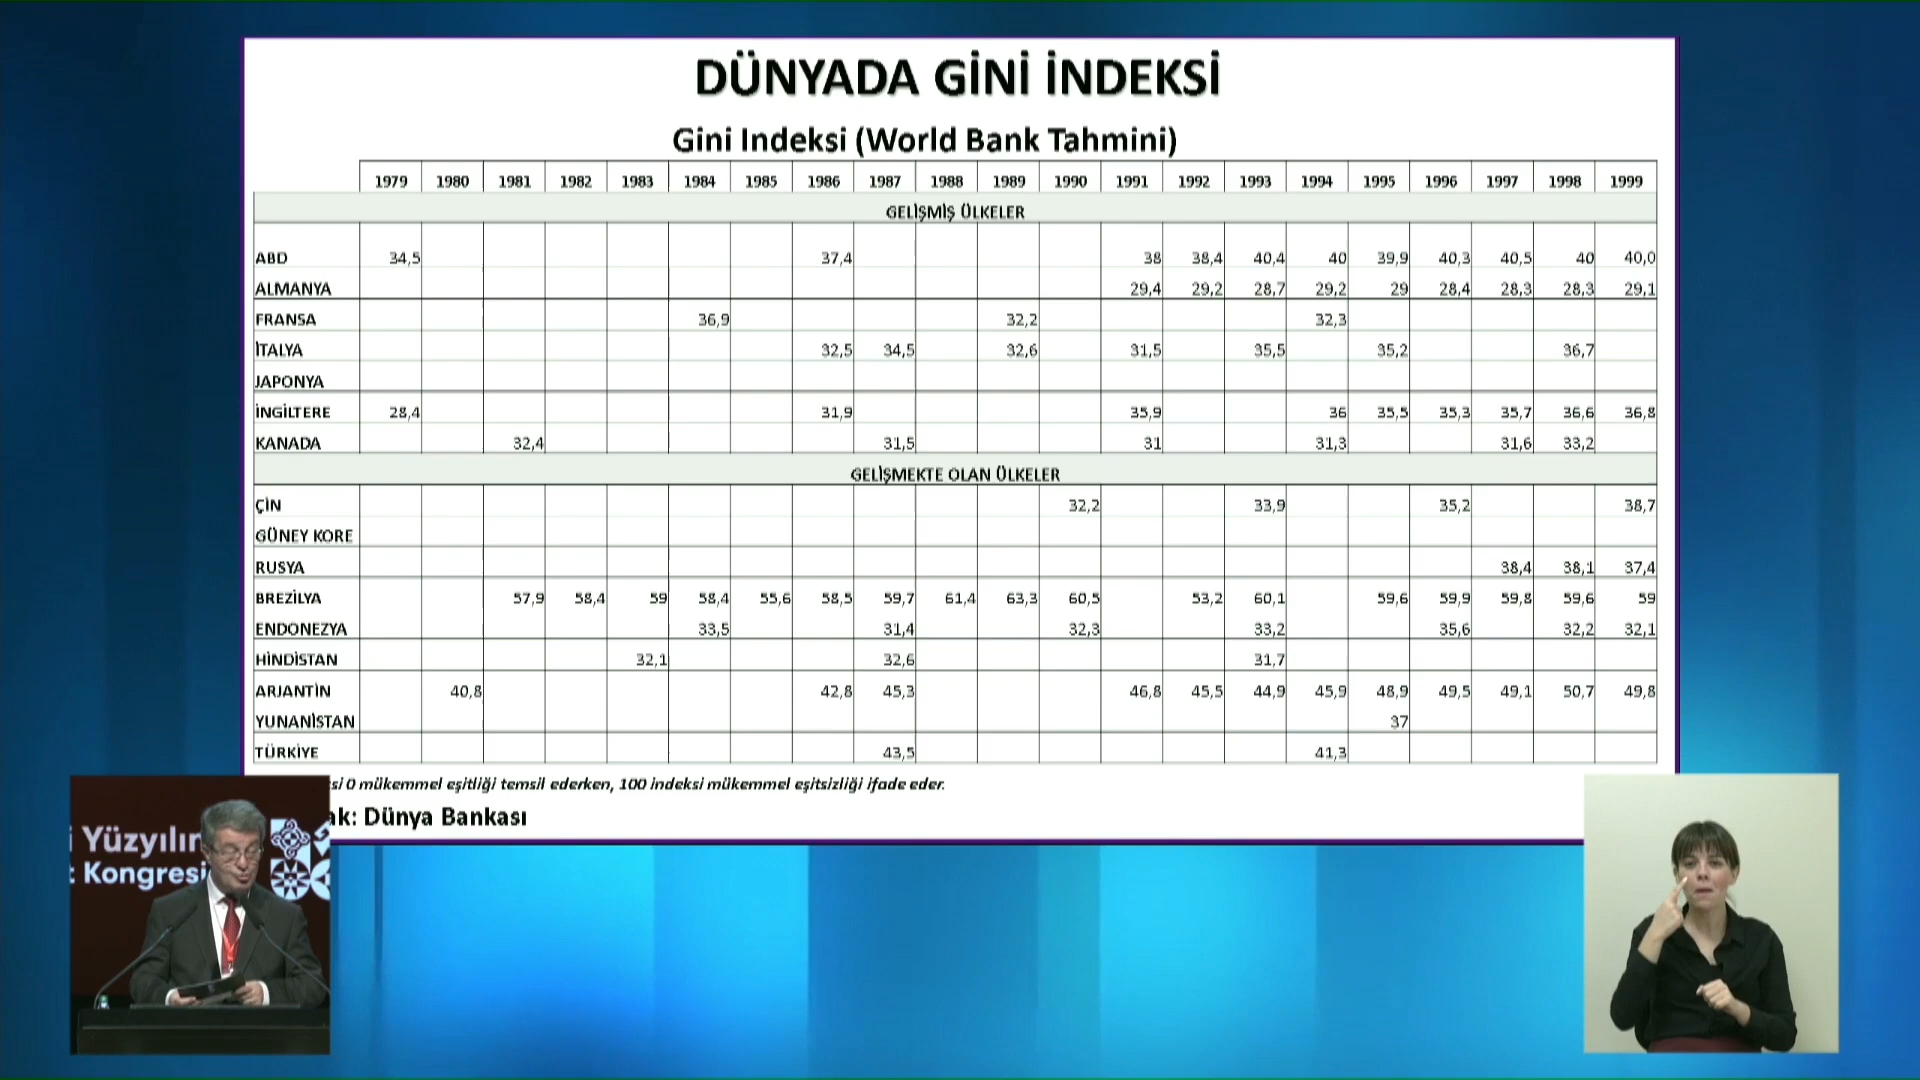 DÜNYADA GİNİ İNDEKSİ
Gini Indeksi (World Bank Tahmini)
1979 1980 1981 1982 1983 1984 1985 1986 1987 1988 1989 1990 1991 1992 1993 1994 1995 1996 1997 1998 1999
GELİŞMİŞ ÜLKELER
ABD 34,5 37,4 38 38,4 40,4 40 39,9 40,3 40,5 40 40,0
ALMANYA 29,4 29,2 28,7 29,2 29 28,4 28,3 28,3 29,1
FRANSA 36,9 32,2 32,3
İTALYA 32,5 34,5 32,6 31,5 35,5 35,2 36,7
JAPONYA
İNGİLTERE 28,4 31,9 35,9 36 35,5 35,3 35,7 36,6 36,8
KANADA 32,4 31,5 31 31,3 31,6 33,2
GELİŞMEKTE OLAN ÜLKELER
ÇİN 32,2 33,9 35,2 38,7
GÜNEY KORE
RUSYA 38,4 38,1 37,4
BREZİLYA 57,9 58,4 59 58,4 55,6 58,5 59,7 61,4 63,3 60,5 53,2 60,1 59,6 59,9 59,8 59,6 59
ENDONEZYA 33,5 31,4 32,3 33,2 35,6 32,2 32,1
HİNDİSTAN 32,1 32,6 31,7
ARJANTİN 40,8 42,8 45,3 46,8 45,5 44,9 45,9 48,9 49,5 49,1 50,7 49,8
YUNANİSTAN 37
TÜRKİYE 43,5 41,3
si 0 mükemmel eşitliği temsil ederken, 100 indeksi mükemmel eşitsizliği ifade eder.
ak: Dünya Bankası
i Yüzyılın
t Kongresi